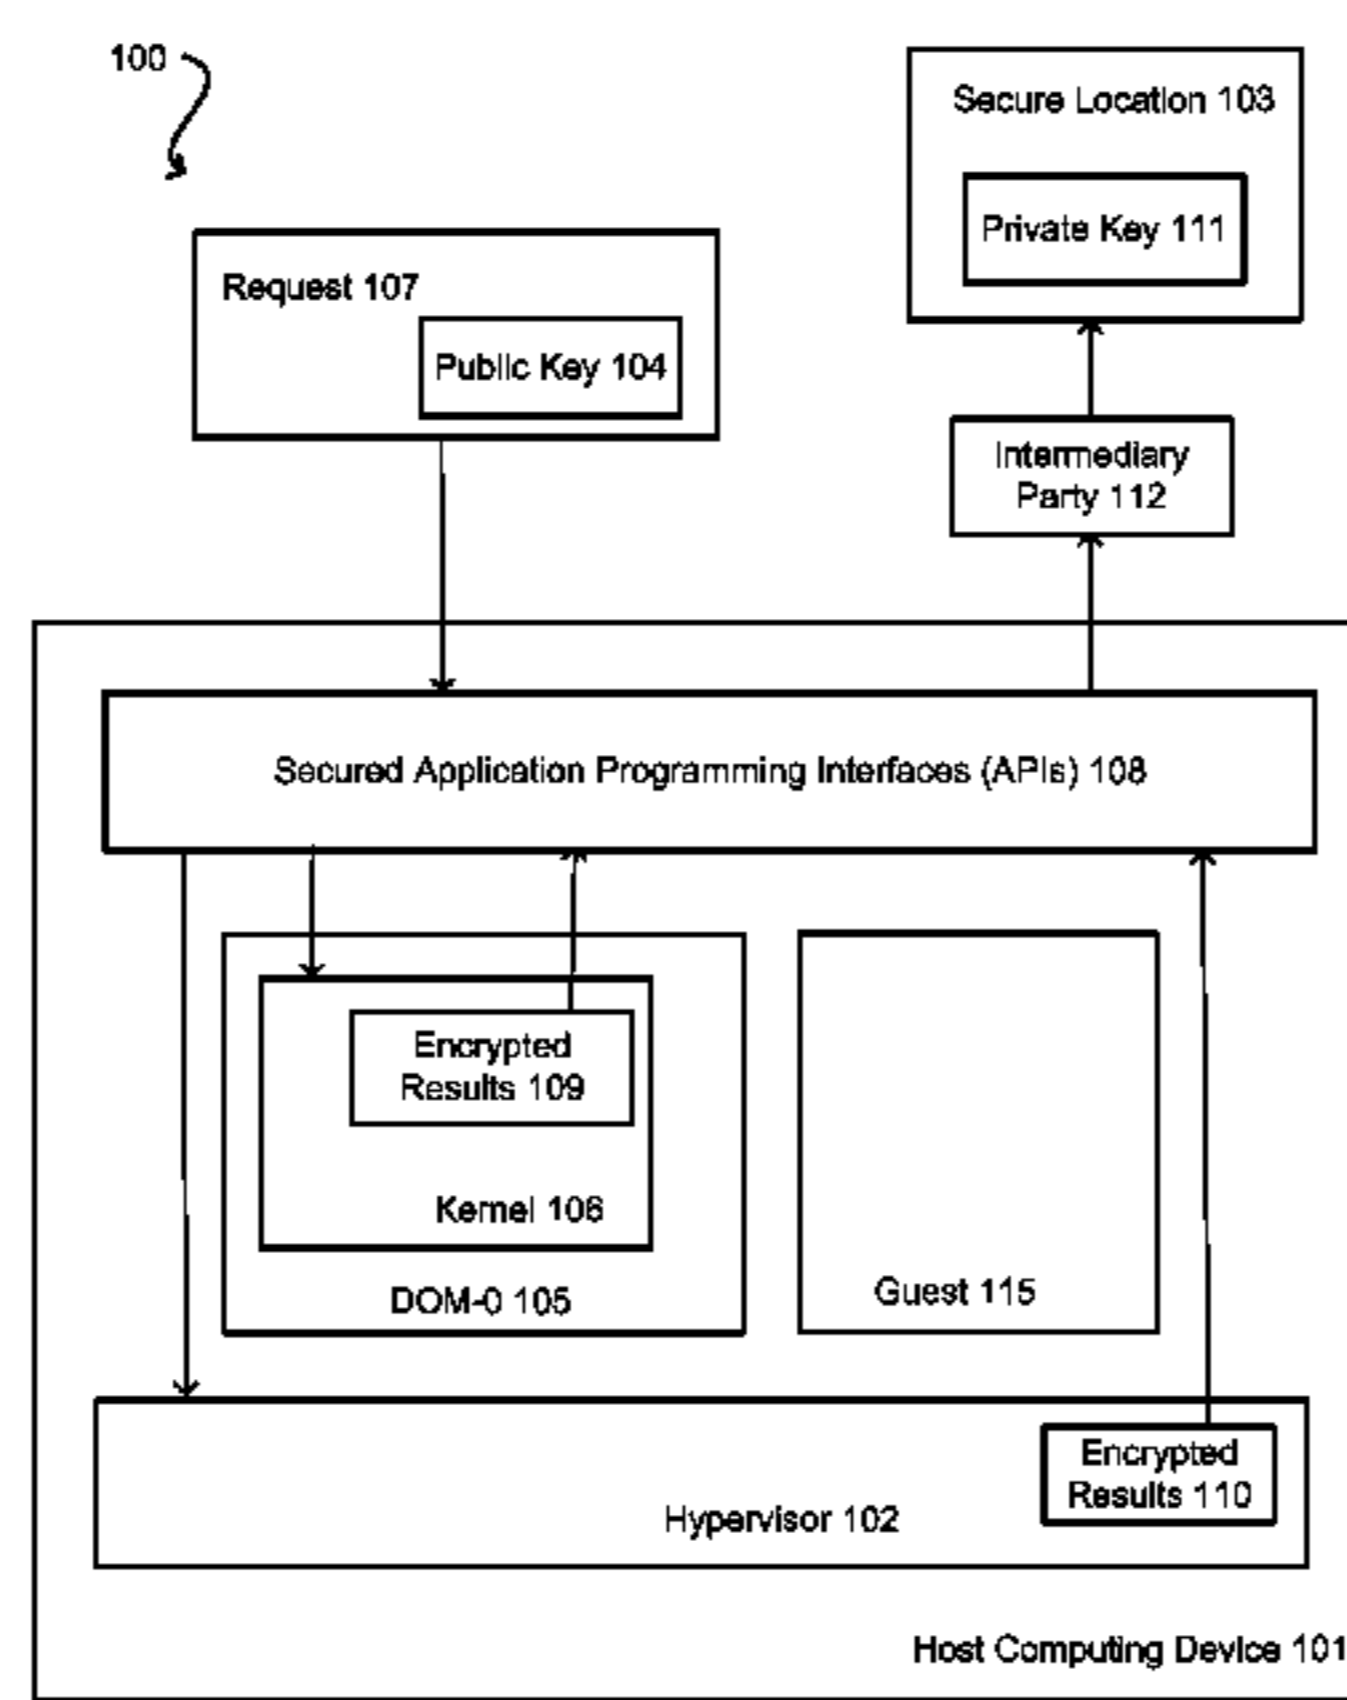 100
Secure Location 103
Private Key 111
Request 107
Public Key 104
Intermediary
Party 112
Secured Application Programming Interfaces (APIs) 108
Encrypted
Results 109
Kernel 106
DOM-0 105
Guest 115
Encrypted
Results 110
Hypervisor 102
Host Computing Device 101